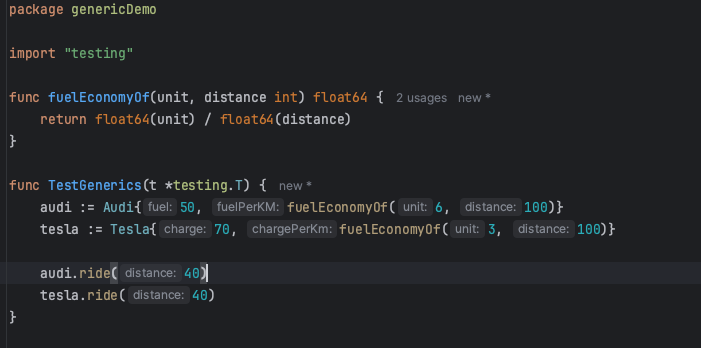 package genericDemo
import "testing"
func fuelEconomyOf(unit, distance int) float64 { 2 usages new *
return float64(unit) / float64(distance)
}
func TestGenerics(t *testing.T) { new *
audi := Audi{ fuel: 50, fuelPerKM: fuelEconomyOf( unit: 6, distance: 100)}
tesla := Tesla{ charge: 70, chargePerKm: fuelEconomyOf( unit: 3, distance: 100)}
audi.ride( distance: 40)
tesla.ride( distance: 40)
}